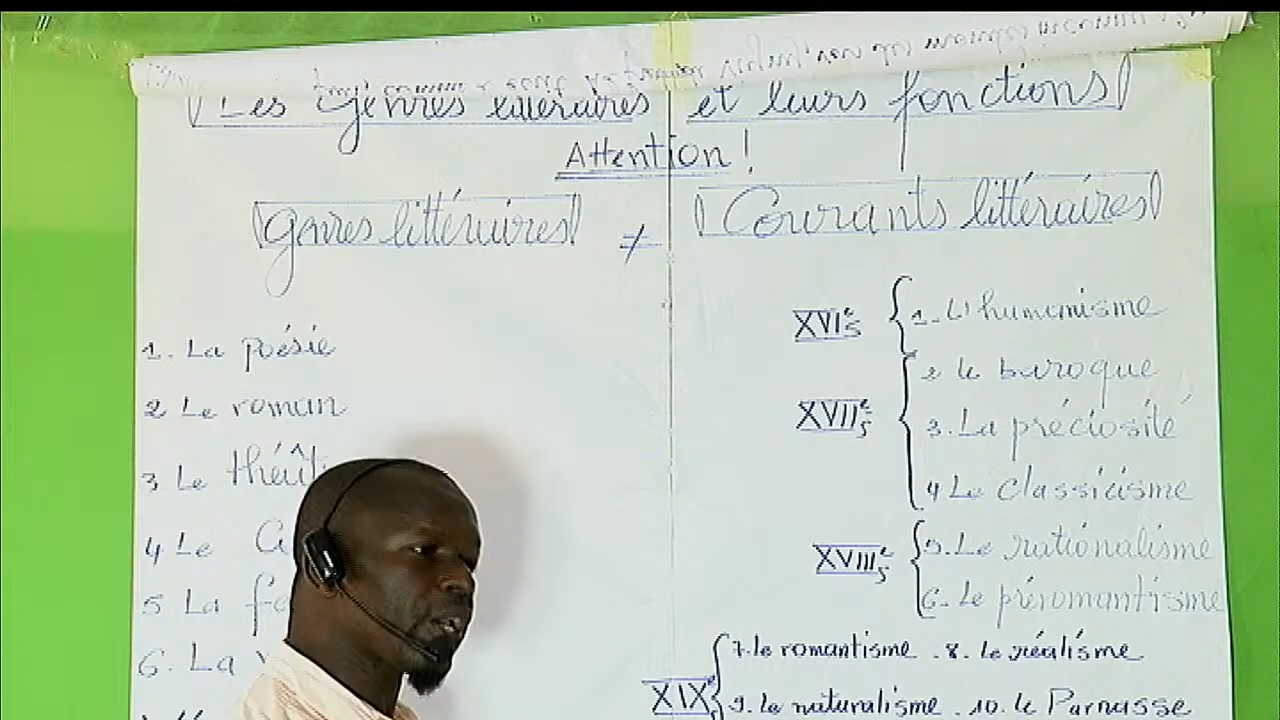 Les Genres littéraires et leurs fonctions
Attention !
Genres littéraires ≠ Courants littéraires
1. La poésie
2 Le roman
3 Le
4 Le
5 La
6. La
XVIe s
1. L'humanisme
XVIIe s
2 le baroque
3. La préciosité
4 Le classicisme
XVIIIe s
5. Le rationalisme
6. Le préromantisme
XIX
7. le romantisme . 8. le réalisme
9. Le naturalisme . 10. le Parnasse